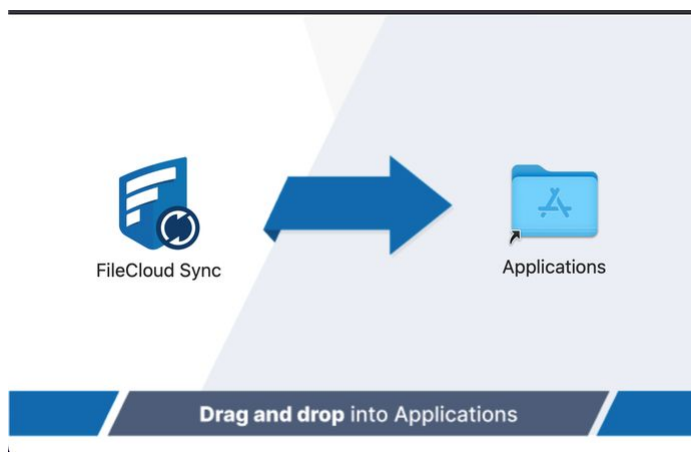 FileCloud Sync
Applications
Drag and drop into Applications